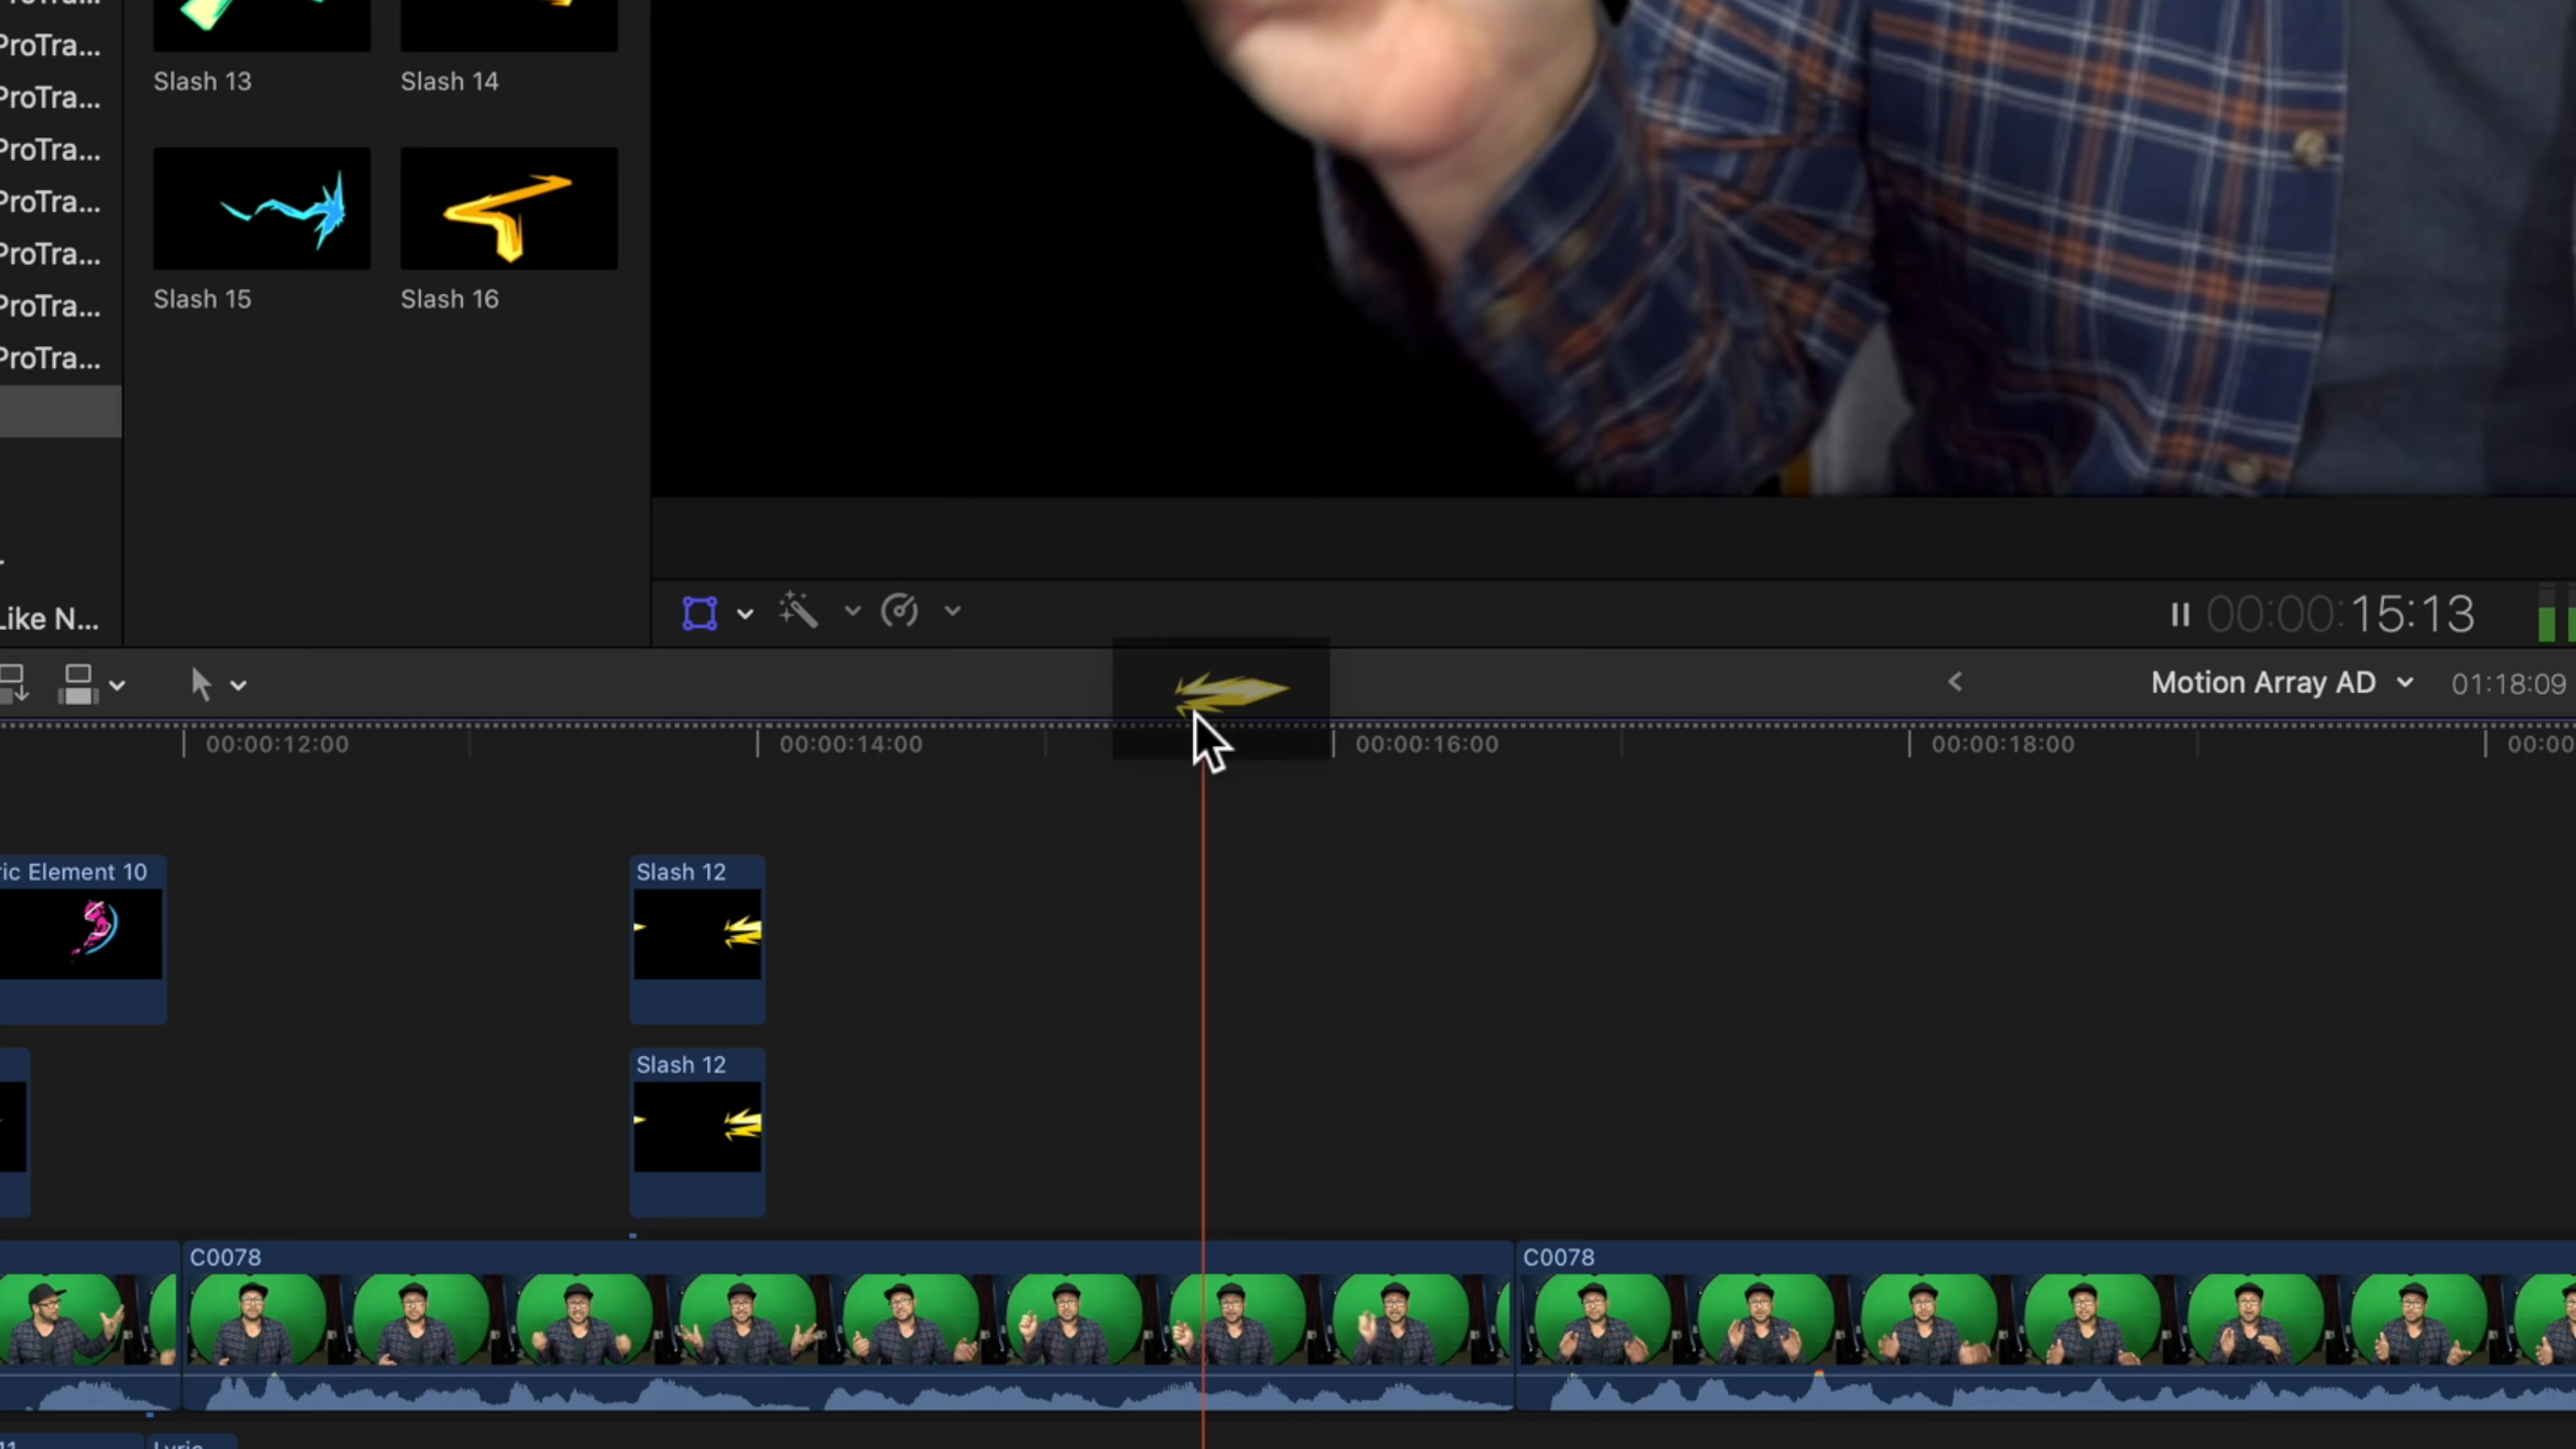 ProTra...
Slash 13
Slash 14
ProTra...
ProTra...
ProTra...
ProTra...
Slash 15
Slash 16
ProTra...
ProTra...
Like N...
00:00:15:13
Motion Array AD
01:18:09
00:00:12:00
00:00:14:00
00:00:16:00
00:00:18:00
00:00
ric Element 10
Slash 12
Slash 12
C0078
C0078